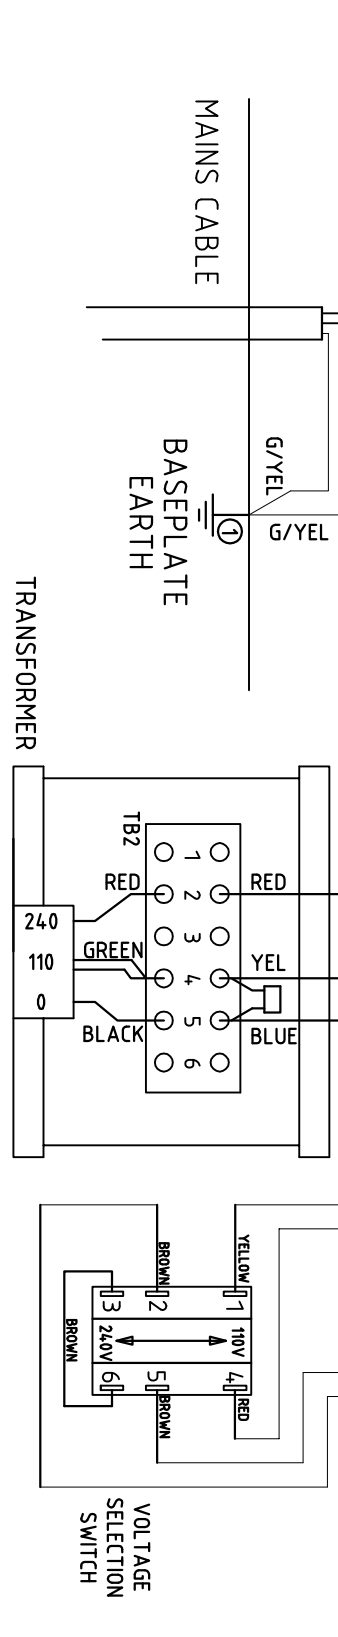 MAINS CABLE
G/YEL
BASEPLATE
EARTH
1
G/YEL
TRANSFORMER
TB2
1
2
3
4
5
6
RED
RED
GREEN
YEL
BLACK
BLUE
240
110
0
BROWN
YELLOW
3
2
1
240V
110V
BROWN
6
5
4
BROWN
RED
VOLTAGE
SELECTION
SWITCH